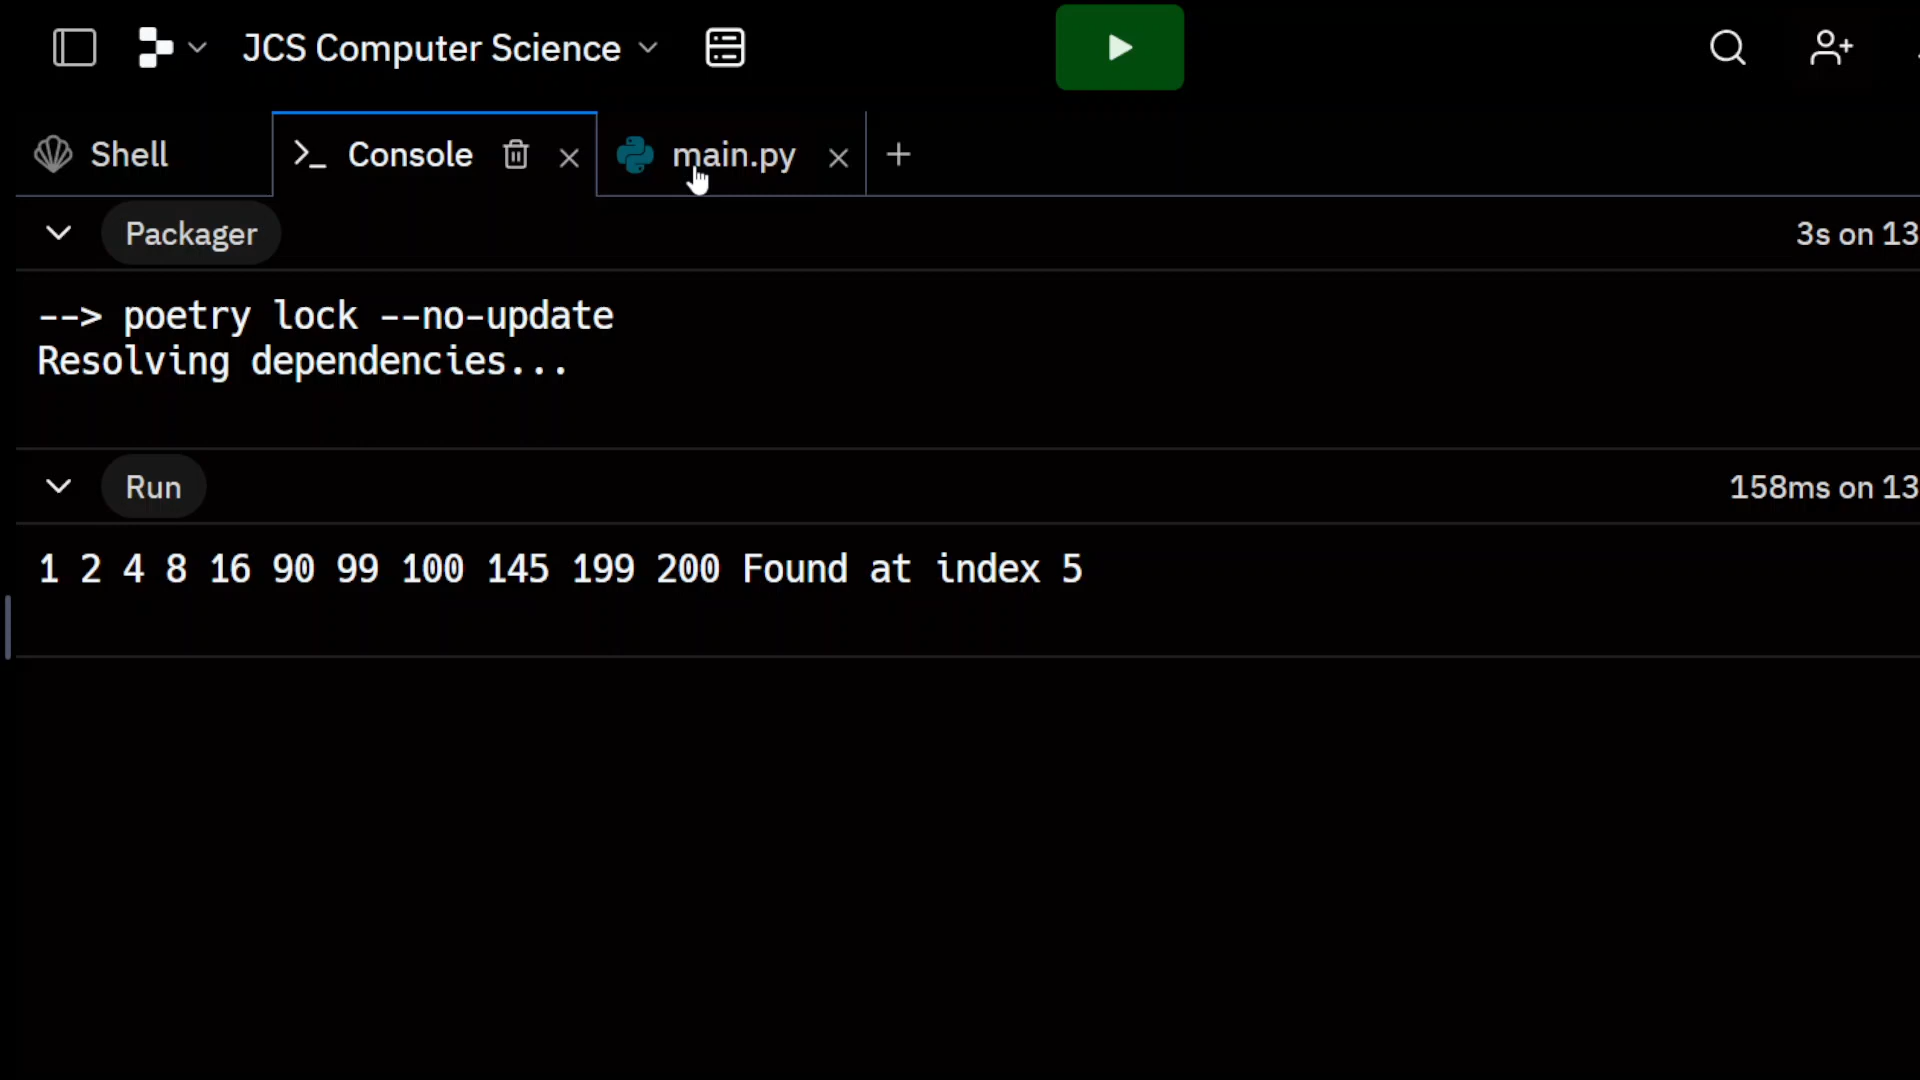 JCS Computer Science
Shell
>_ Console
main.py
Packager
3s on 13
--> poetry lock --no-update
Resolving dependencies...
Run
158ms on 13
1 2 4 8 16 90 99 100 145 199 200 Found at index 5